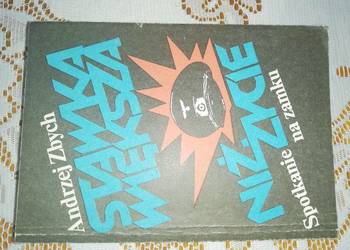 Andrzej Zbych
STAWKA
WIĘKSZA
NIŻ
ŻYCIE
Spotkanie na zamku